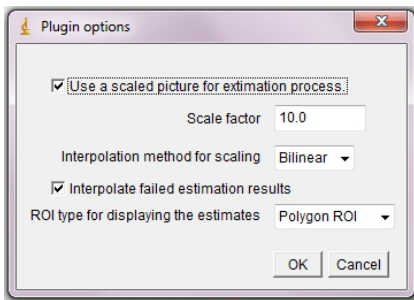 Plugin options
Use a scaled picture for extimation process.
Scale factor 10.0
Interpolation method for scaling Bilinear
Interpolate failed estimation results
ROI type for displaying the estimates Polygon ROI
OK Cancel